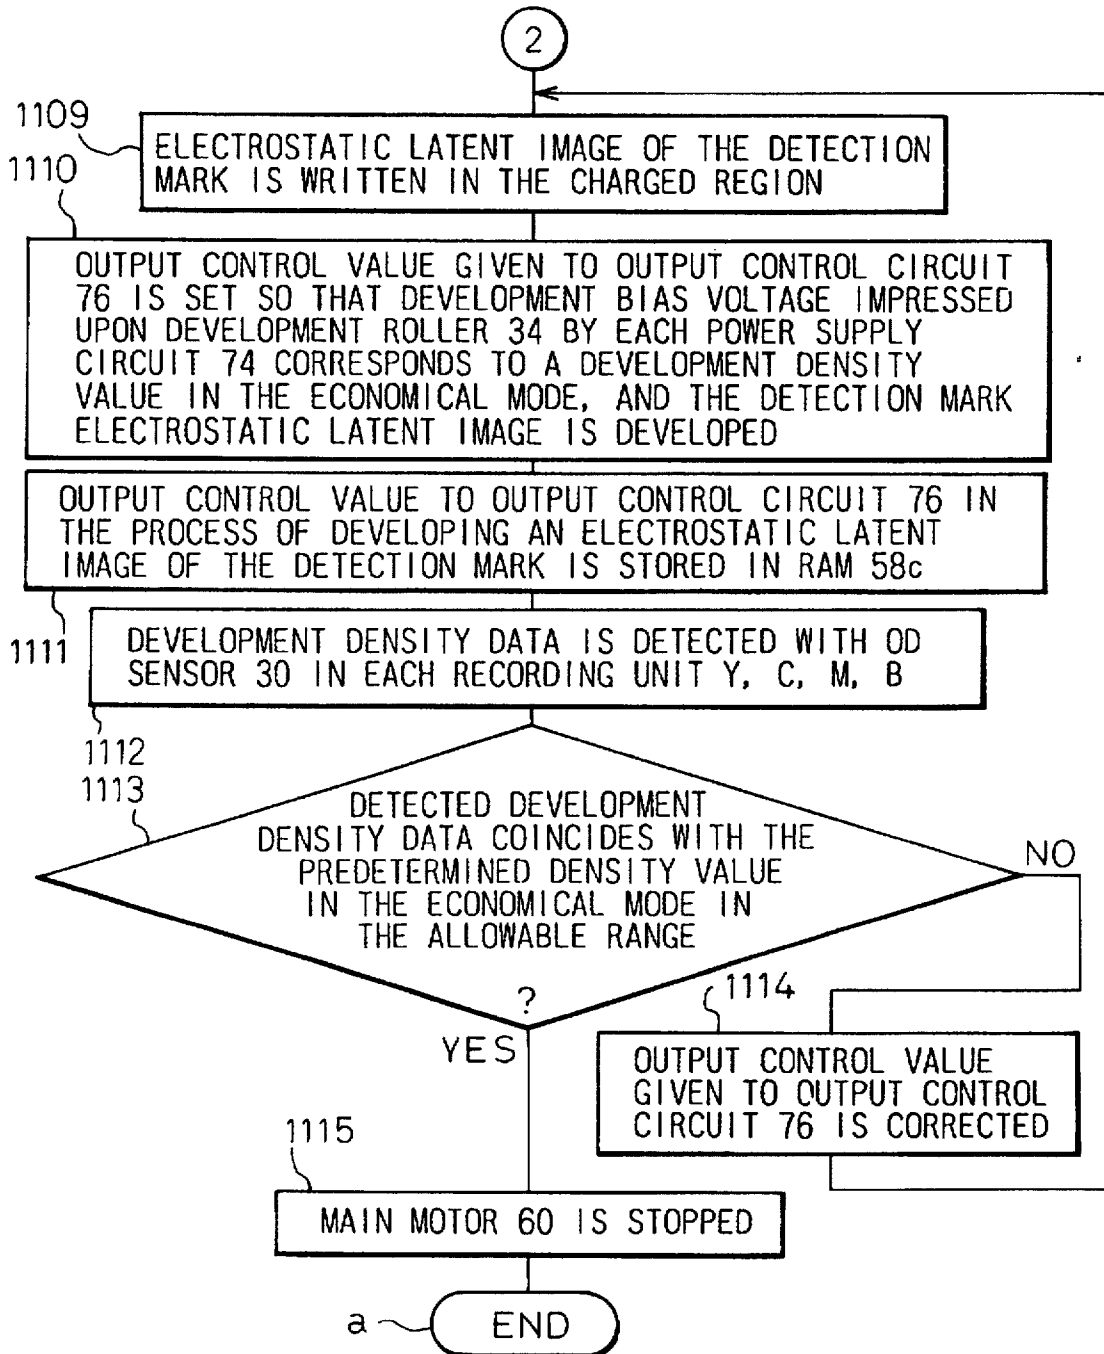 2
1109
ELECTROSTATIC LATENT IMAGE OF THE DETECTION
MARK IS WRITTEN IN THE CHARGED REGION
1110
OUTPUT CONTROL VALUE GIVEN TO OUTPUT CONTROL CIRCUIT
76 IS SET SO THAT DEVELOPMENT BIAS VOLTAGE IMPRESSED
UPON DEVELOPMENT ROLLER 34 BY EACH POWER SUPPLY
CIRCUIT 74 CORRESPONDS TO A DEVELOPMENT DENSITY
VALUE IN THE ECONOMICAL MODE, AND THE DETECTION MARK
ELECTROSTATIC LATENT IMAGE IS DEVELOPED
OUTPUT CONTROL VALUE TO OUTPUT CONTROL CIRCUIT 76 IN
THE PROCESS OF DEVELOPING AN ELECTROSTATIC LATENT
IMAGE OF THE DETECTION MARK IS STORED IN RAM 58c
1111
DEVELOPMENT DENSITY DATA IS DETECTED WITH OD
SENSOR 30 IN EACH RECORDING UNIT Y, C, M, B
1112
1113
DETECTED DEVELOPMENT
DENSITY DATA COINCIDES WITH THE
PREDETERMINED DENSITY VALUE
IN THE ECONOMICAL MODE IN
THE ALLOWABLE RANGE
?
NO
YES
1114
OUTPUT CONTROL VALUE
GIVEN TO OUTPUT CONTROL
CIRCUIT 76 IS CORRECTED
1115
MAIN MOTOR 60 IS STOPPED
a
END